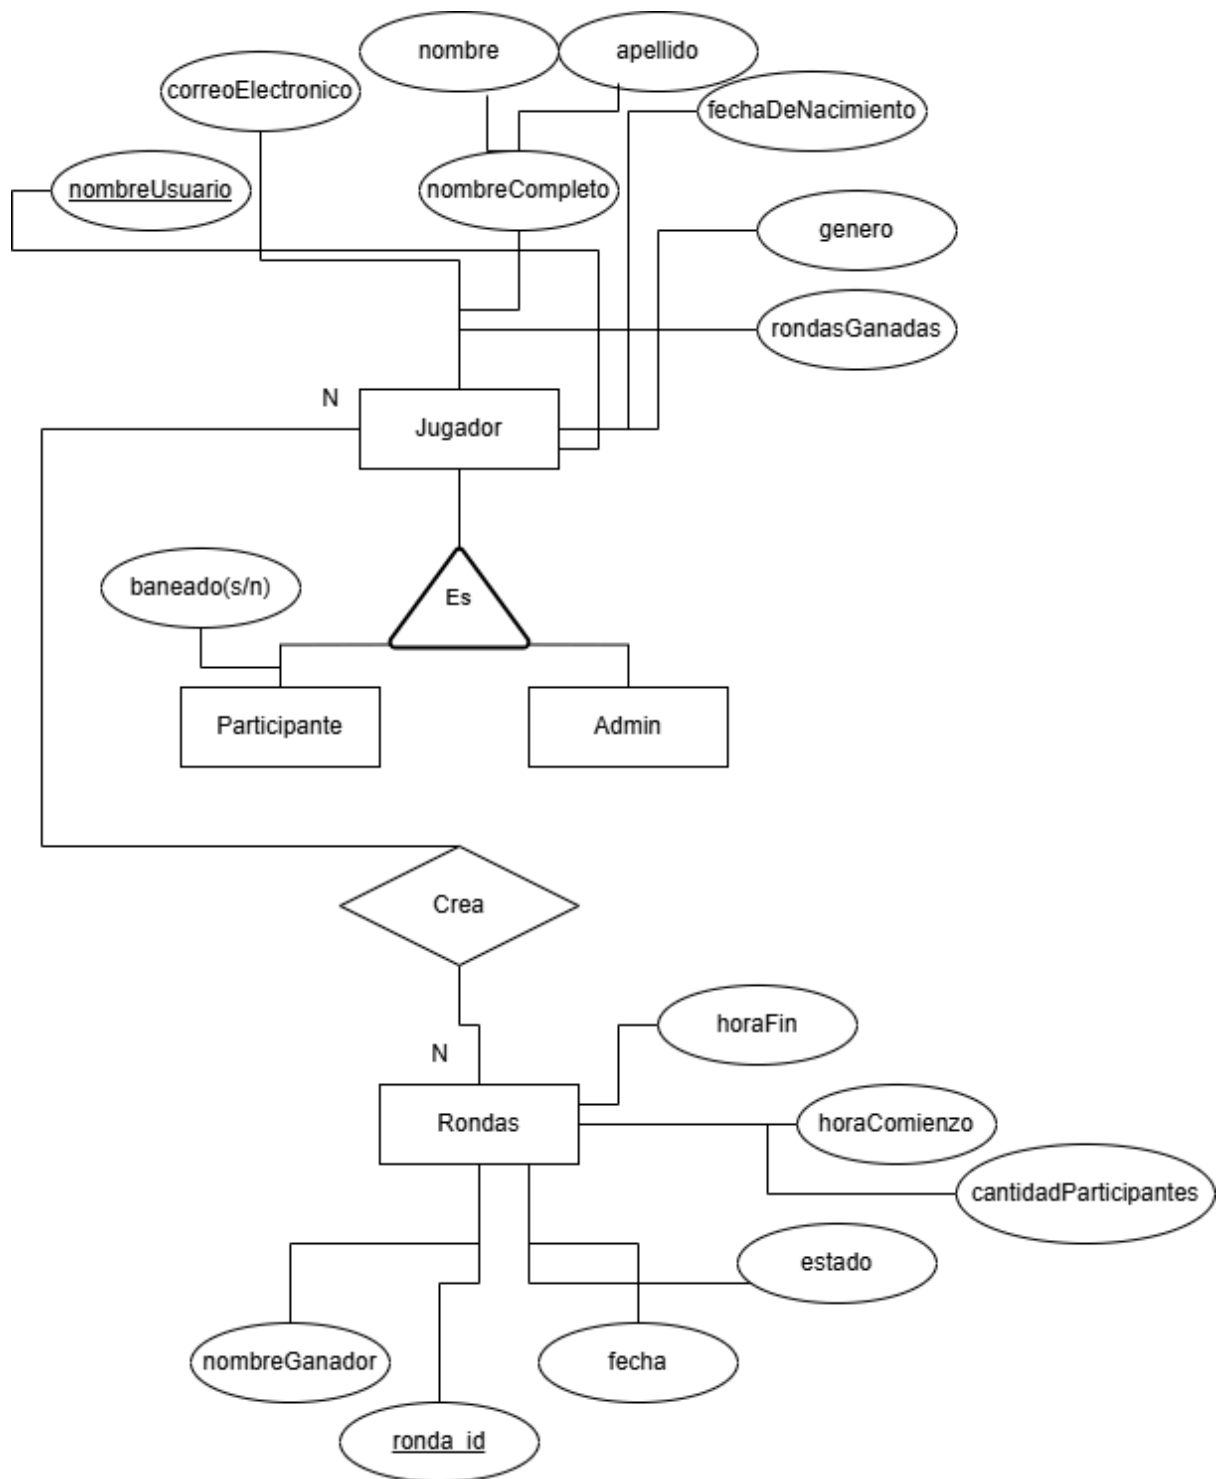 nombre
apellido
correoElectronico
fechaDeNacimiento
nombreUsuario
nombreCompleto
genero
rondasGanadas
N
Jugador
baneado(s/n)
Es
Participante
Admin
Crea
horaFin
N
Rondas
horaComienzo
cantidadParticipantes
estado
nombreGanador
fecha
ronda_id